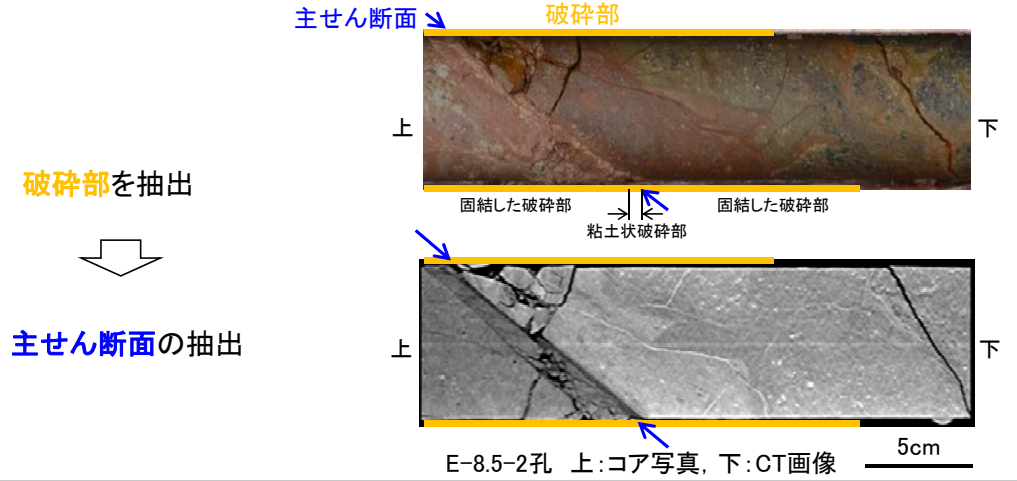 主せん断面
破砕部
上
下
破砕部を抽出
固結した破砕部
固結した破砕部
粘土状破砕部
主せん断面の抽出
上
下
5cm
E-8.5-2孔 上:コア写真, 下:CT画像